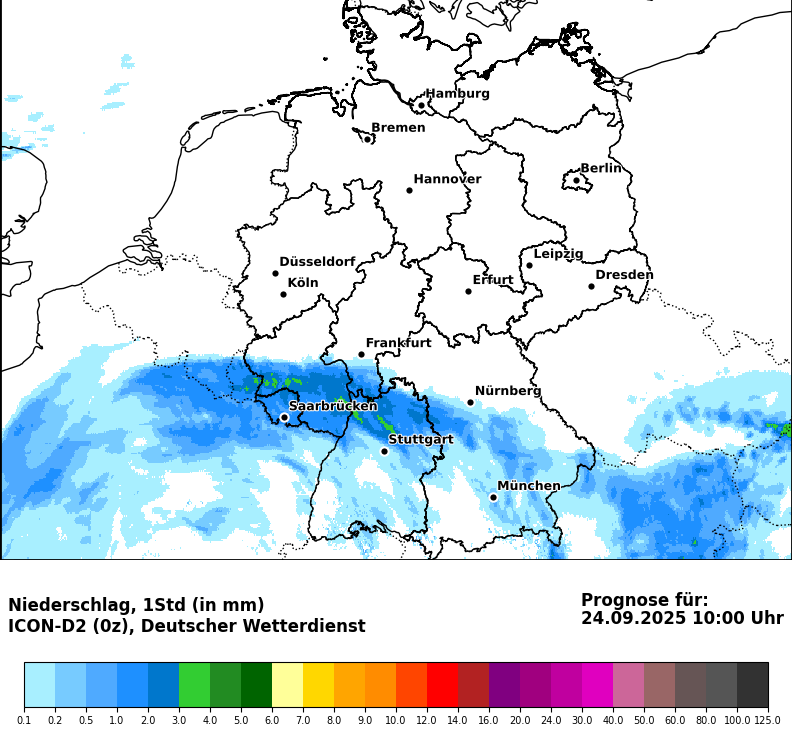 Hamburg
Bremen
Berlin
Hannover
Leipzig
Düsseldorf
Dresden
Erfurt
Köln
Frankfurt
Nürnberg
Saarbrücken
Stuttgart
München
Niederschlag, 1Std (in mm)
ICON-D2 (0z), Deutscher Wetterdienst
Prognose für:
24.09.2025 10:00 Uhr
0.1 0.2 0.5 1.0 2.0 3.0 4.0 5.0 6.0 7.0 8.0 9.0 10.0 12.0 14.0 16.0 20.0 24.0 30.0 40.0 50.0 60.0 80.0 100.0 125.0